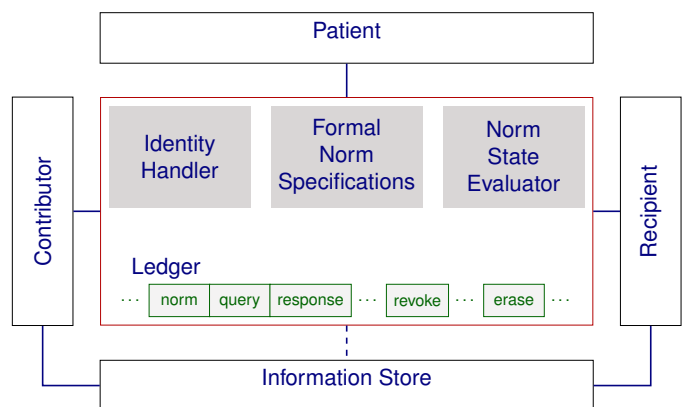 Patient
Contributor
Identity
Handler
Formal
Norm
Specifications
Norm
State
Evaluator
Recipient
Ledger
··· norm query response ··· revoke ··· erase ···
Information Store